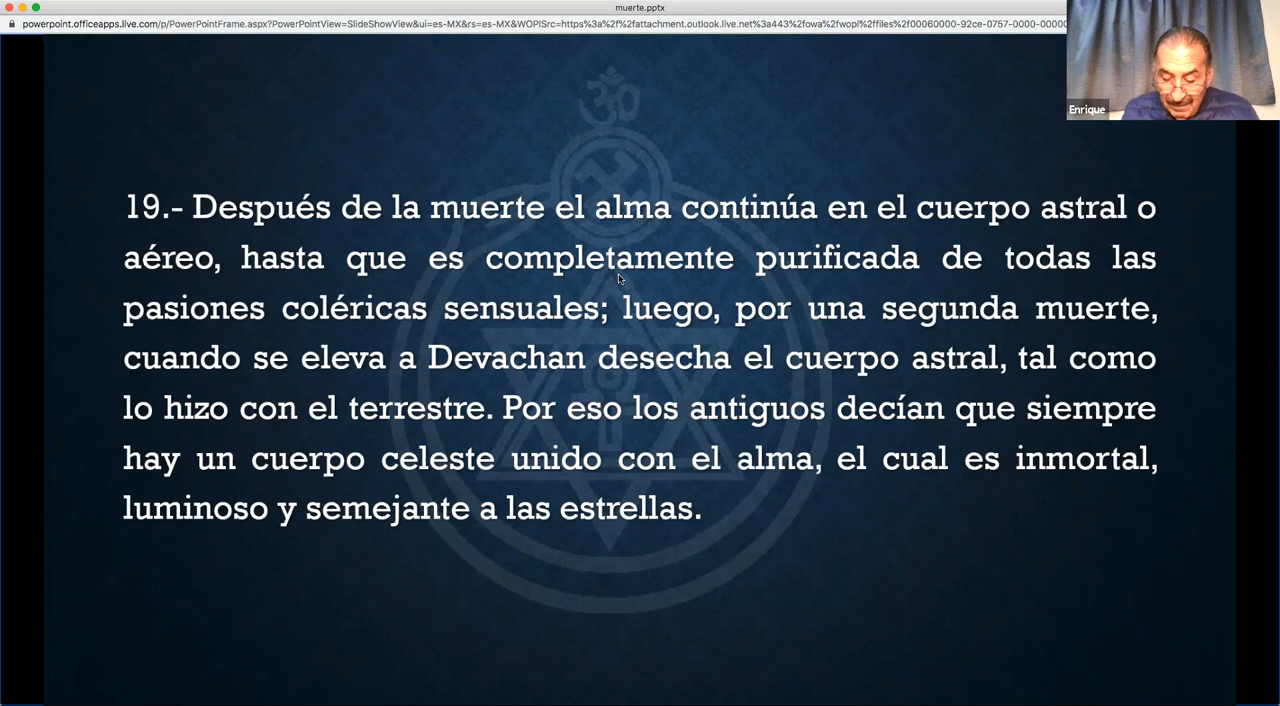 muerte.pptx
powerpoint.officeapps.live.com/p/PowerPointFrame.aspx?PowerPointView=SlideShowView&ui=es-MX&rs=es-MX&WOPISrc=https%3a%2f%2fattachment.outlook.live.net%3a443%2fowa%2fwopi%2ffiles%2f00060000-92ce-0757-0000-00000
Enrique
ॐ
19.- Después de la muerte el alma continúa en el cuerpo astral o
aéreo, hasta que es completamente purificada de todas las
pasiones coléricas sensuales; luego, por una segunda muerte,
cuando se eleva a Devachan desecha el cuerpo astral, tal como
lo hizo con el terrestre. Por eso los antiguos decían que siempre
hay un cuerpo celeste unido con el alma, el cual es inmortal,
luminoso y semejante a las estrellas.